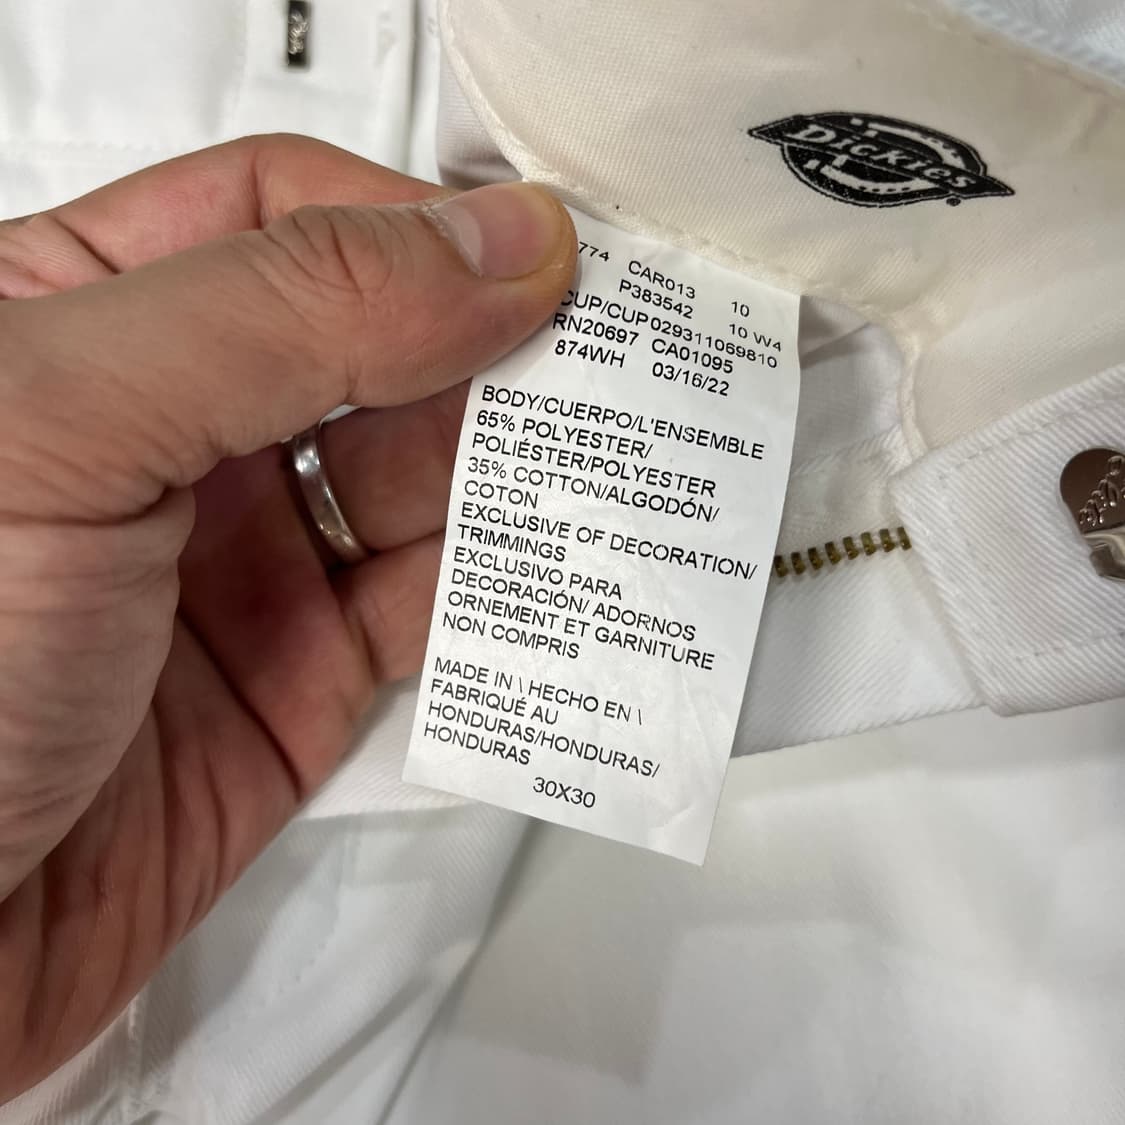 Dickies®
774 CAR013 10
P383542 10 W4
CUP/CUP029311069810
RN20697 CA01095
874WH 03/16/22
BODY/CUERPO/L'ENSEMBLE
65% POLYESTER/
POLIÉSTER/POLYESTER
35% COTTON/ALGODÓN/
COTON
EXCLUSIVE OF DECORATION/
TRIMMINGS
EXCLUSIVO PARA
DECORACIÓN/ ADORNOS
ORNEMENT ET GARNITURE
NON COMPRIS
MADE IN \ HECHO EN \
FABRIQUÉ AU
HONDURAS/HONDURAS/
HONDURAS
30X30